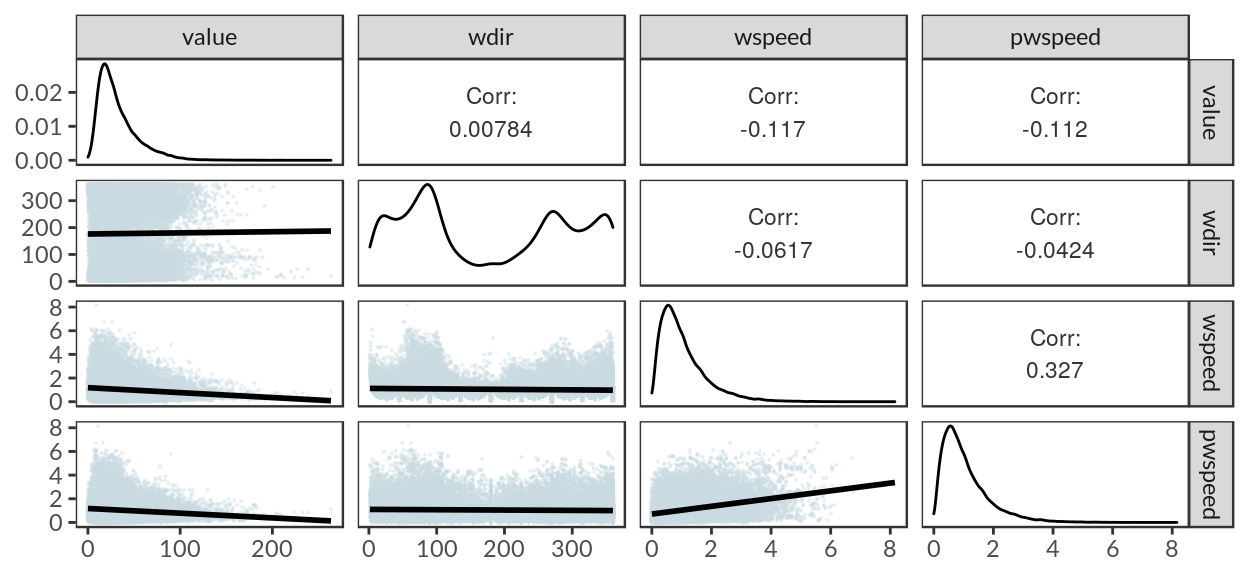 value wdir wspeed pwspeed
0.02
0.01
0.00
Corr:
0.00784
Corr:
-0.117
Corr:
-0.112
value
300
200
100
0
Corr:
-0.0617
Corr:
-0.0424
wdir
8
6
4
2
0
Corr:
0.327
wspeed
8
6
4
2
0
pwspeed
0 100 200 0 100 200 300 0 2 4 6 8 0 2 4 6 8